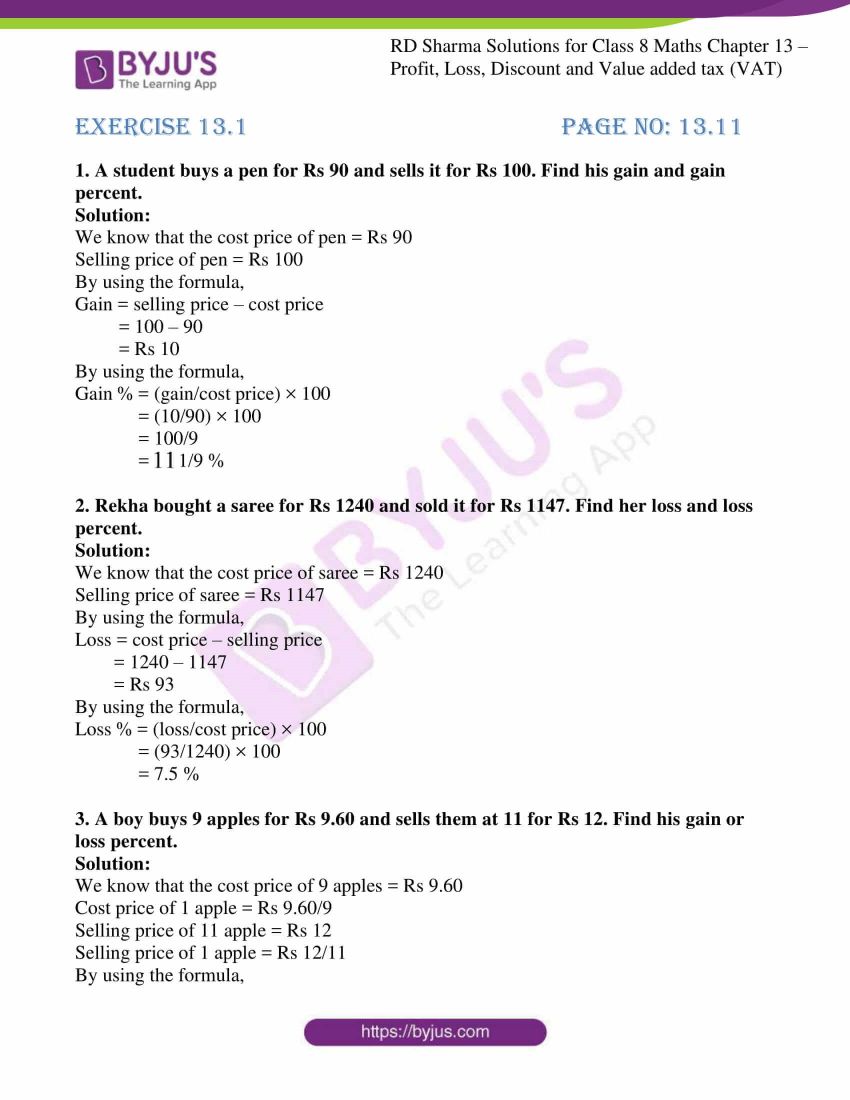 BYJU'S
The Learning App
RD Sharma Solutions for Class 8 Maths Chapter 13 –
Profit, Loss, Discount and Value added tax (VAT)
EXERCISE 13.1 PAGE NO: 13.11
1. A student buys a pen for Rs 90 and sells it for Rs 100. Find his gain and gain
percent.
Solution:
We know that the cost price of pen = Rs 90
Selling price of pen = Rs 100
By using the formula,
Gain = selling price – cost price
= 100 – 90
= Rs 10
By using the formula,
Gain % = (gain/cost price) × 100
= (10/90) × 100
= 100/9
= 11 1/9 %
2. Rekha bought a saree for Rs 1240 and sold it for Rs 1147. Find her loss and loss
percent.
Solution:
We know that the cost price of saree = Rs 1240
Selling price of saree = Rs 1147
By using the formula,
Loss = cost price – selling price
= 1240 – 1147
= Rs 93
By using the formula,
Loss % = (loss/cost price) × 100
= (93/1240) × 100
= 7.5 %
3. A boy buys 9 apples for Rs 9.60 and sells them at 11 for Rs 12. Find his gain or
loss percent.
Solution:
We know that the cost price of 9 apples = Rs 9.60
Cost price of 1 apple = Rs 9.60/9
Selling price of 11 apple = Rs 12
Selling price of 1 apple = Rs 12/11
By using the formula,
BYJU'S
The Learning App
https://byjus.com